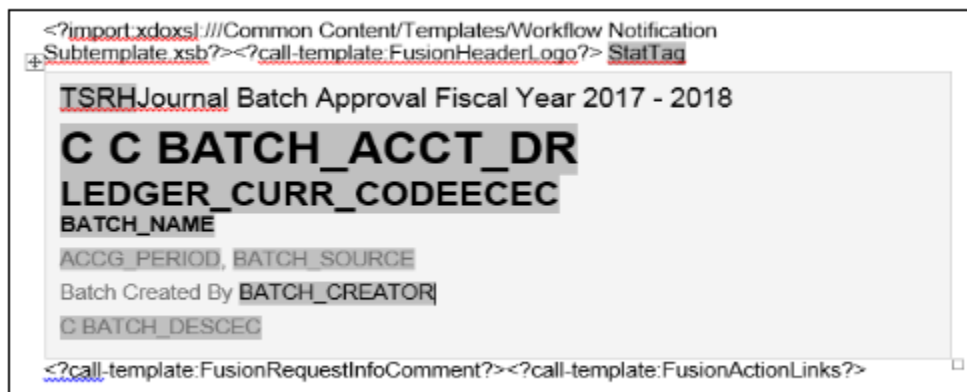 <?import:xdoxsl:///Common Content/Templates/Workflow Notification
Subtemplate.xsb?><?call-template:FusionHeaderLogo?> StatTag
TSRHJournal Batch Approval Fiscal Year 2017 - 2018
C C BATCH_ACCT_DR
LEDGER_CURR_CODEECEC
BATCH_NAME
ACCG_PERIOD, BATCH_SOURCE
Batch Created By BATCH_CREATOR
C BATCH_DESCEC
<?call-template:FusionRequestInfoComment?><?call-template:FusionActionLinks?>